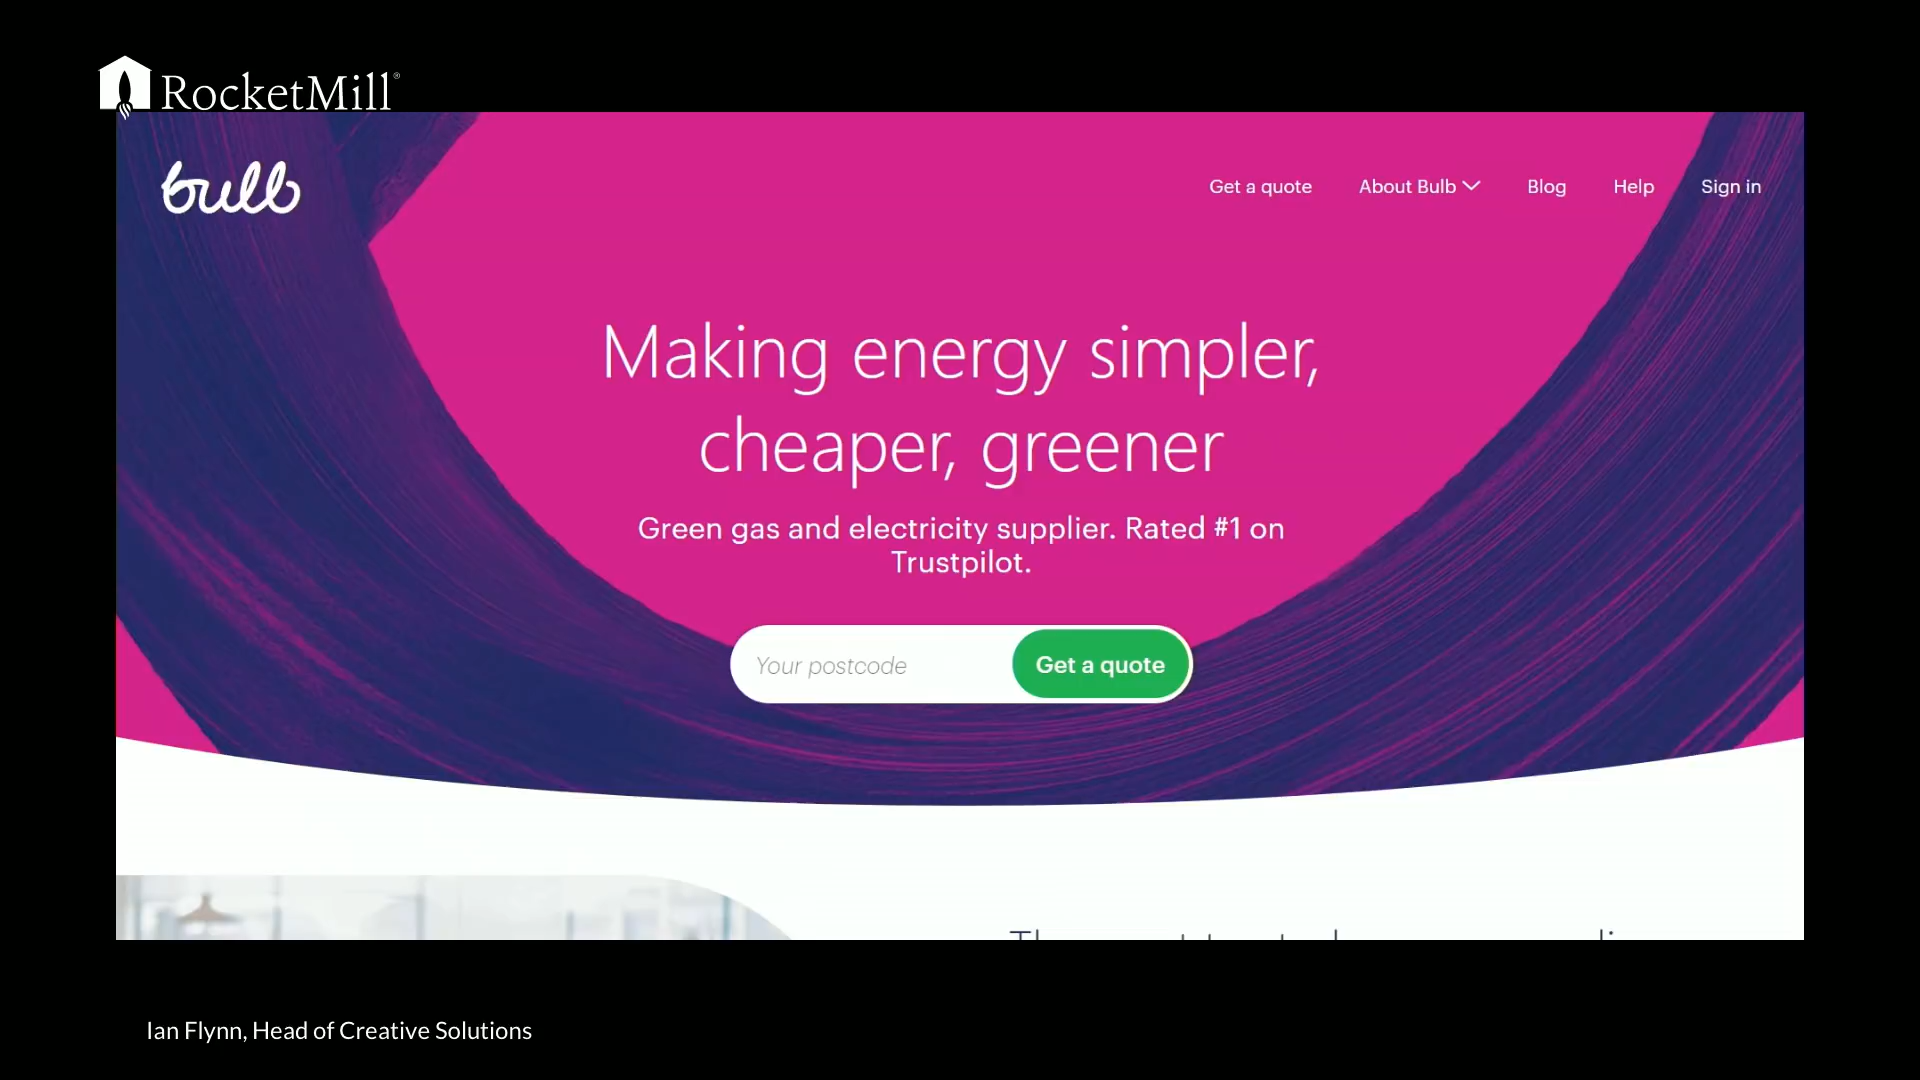 RocketMill®
bulb
Get a quote
About Bulb
Blog
Help
Sign in
Making energy simpler,
cheaper, greener
Green gas and electricity supplier. Rated #1 on
Trustpilot.
Your postcode
Get a quote
Ian Flynn, Head of Creative Solutions